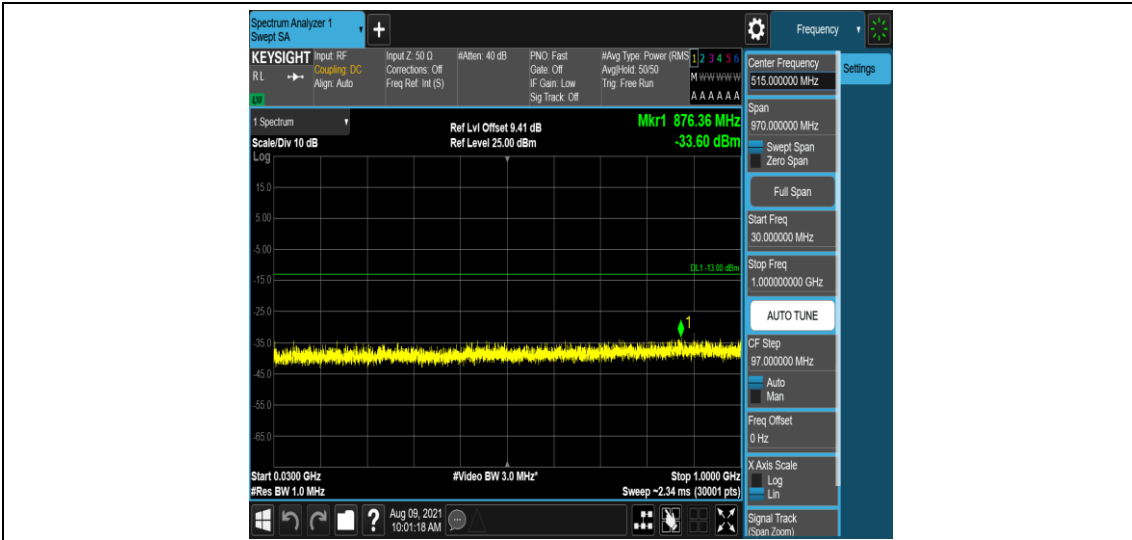 Spectrum Analyzer 1
Swept SA
+
Frequency
KEYSIGHT
RL
LXI
Input: RF
Coupling: DC
Align: Auto
Input Z: 50 Ω
Corrections: Off
Freq Ref: Int (S)
#Atten: 40 dB
PNO: Fast
Gate: Off
IF Gain: Low
Sig Track: Off
#Avg Type: Power (RMS
Avg|Hold: 50/50
Trig: Free Run
1 2 3 4 5 6
M W W W W W
A A A A A A
1 Spectrum
Scale/Div 10 dB
Log
Ref Lvl Offset 9.41 dB
Ref Level 25.00 dBm
Mkr1 876.36 MHz
-33.60 dBm
15.0
5.00
-5.00
DL1 -13.00 dBm
-15.0
-25.0
1
-35.0
-45.0
-55.0
-65.0
Start 0.0300 GHz
#Res BW 1.0 MHz
#Video BW 3.0 MHz*
Stop 1.0000 GHz
Sweep ~2.34 ms (30001 pts)
?
Aug 09, 2021
10:01:18 AM
Center Frequency
515.000000 MHz
Settings
Span
970.000000 MHz
Swept Span
Zero Span
Full Span
Start Freq
30.000000 MHz
Stop Freq
1.000000000 GHz
AUTO TUNE
CF Step
97.000000 MHz
Auto
Man
Freq Offset
0 Hz
X Axis Scale
Log
Lin
Signal Track
(Span Zoom)